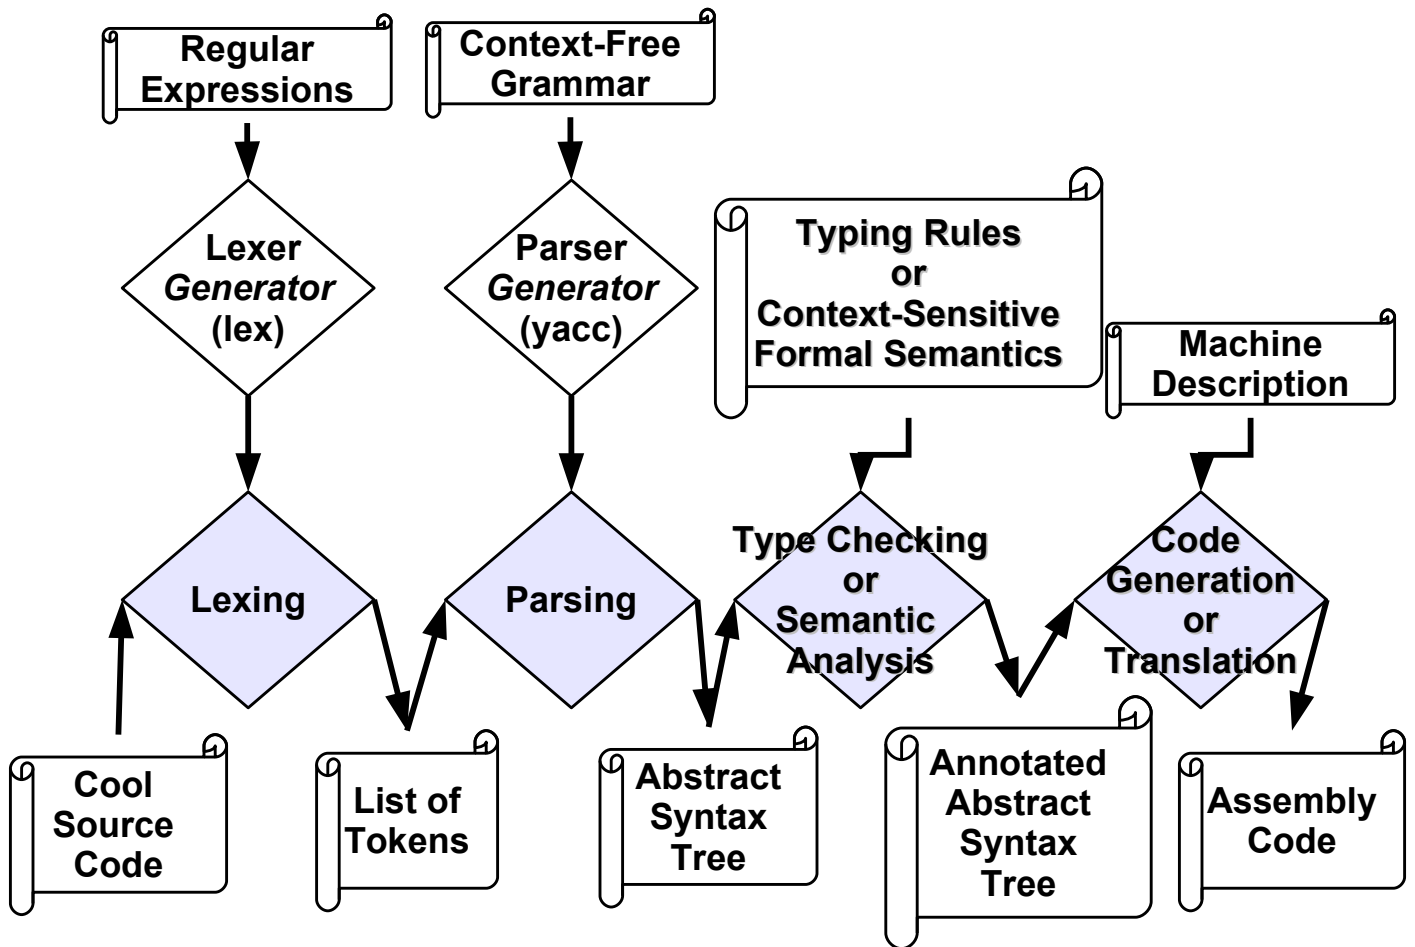 Regular
Expressions
Context-Free
Grammar
Lexer
Generator
(lex)
Parser
Generator
(yacc)
Typing Rules
or
Context-Sensitive
Formal Semantics
Machine
Description
Lexing
Parsing
Type Checking
or
Semantic
Analysis
Code
Generation
or
Translation
Cool
Source
Code
List of
Tokens
Abstract
Syntax
Tree
Annotated
Abstract
Syntax
Tree
Assembly
Code